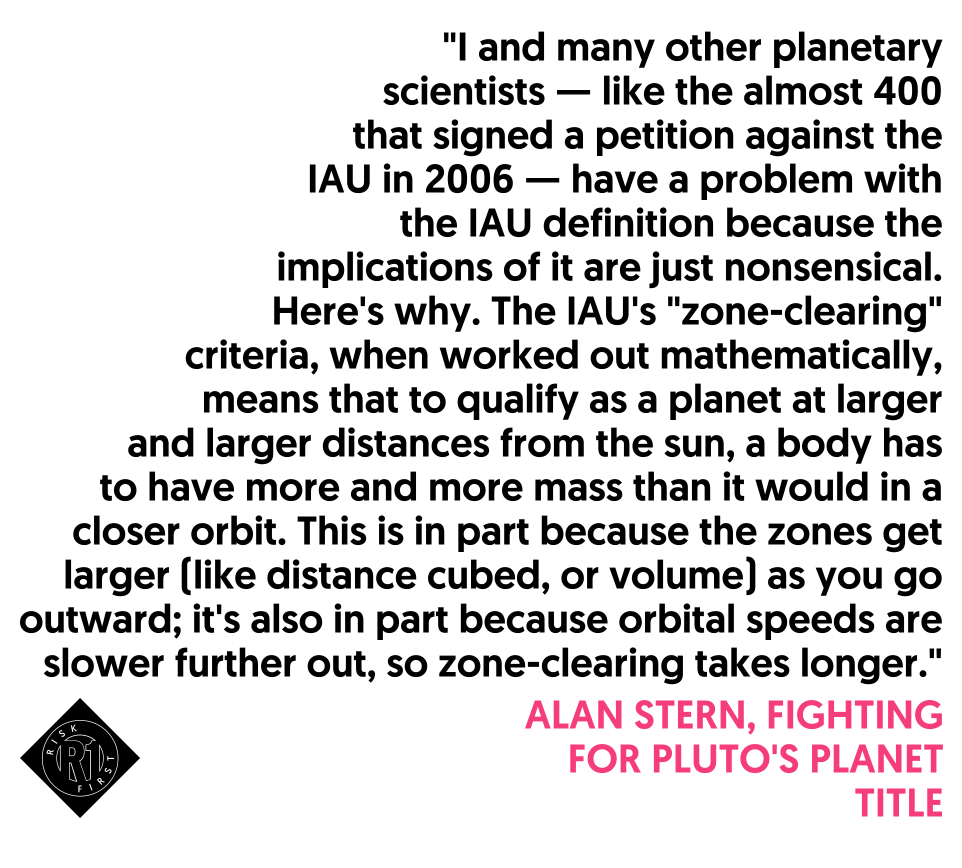 "I and many other planetary
scientists — like the almost 400
that signed a petition against the
IAU in 2006 — have a problem with
the IAU definition because the
implications of it are just nonsensical.
Here's why. The IAU's "zone-clearing"
criteria, when worked out mathematically,
means that to qualify as a planet at larger
and larger distances from the sun, a body has
to have more and more mass than it would in a
closer orbit. This is in part because the zones get
larger (like distance cubed, or volume) as you go
outward; it's also in part because orbital speeds are
slower further out, so zone-clearing takes longer."
ALAN STERN, FIGHTING
FOR PLUTO'S PLANET
TITLE
RISK
R1
FIRST